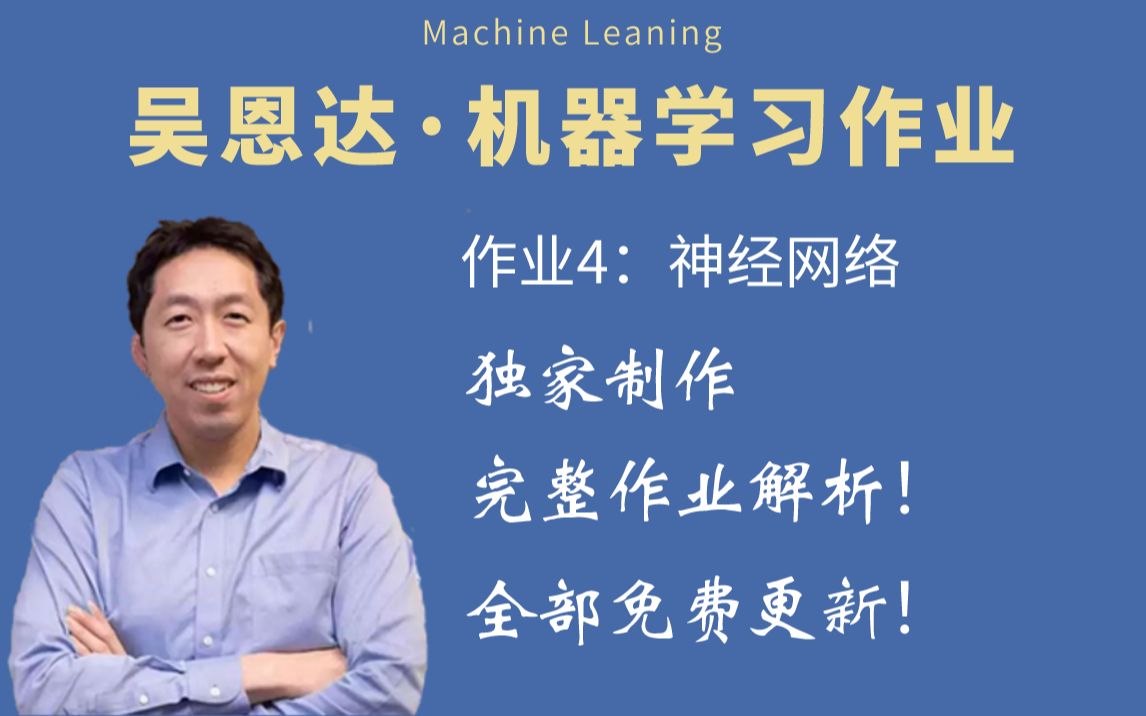 Machine Leaning
吴恩达·机器学习作业
作业4：神经网络
独家制作
完整作业解析！
全部免费更新！